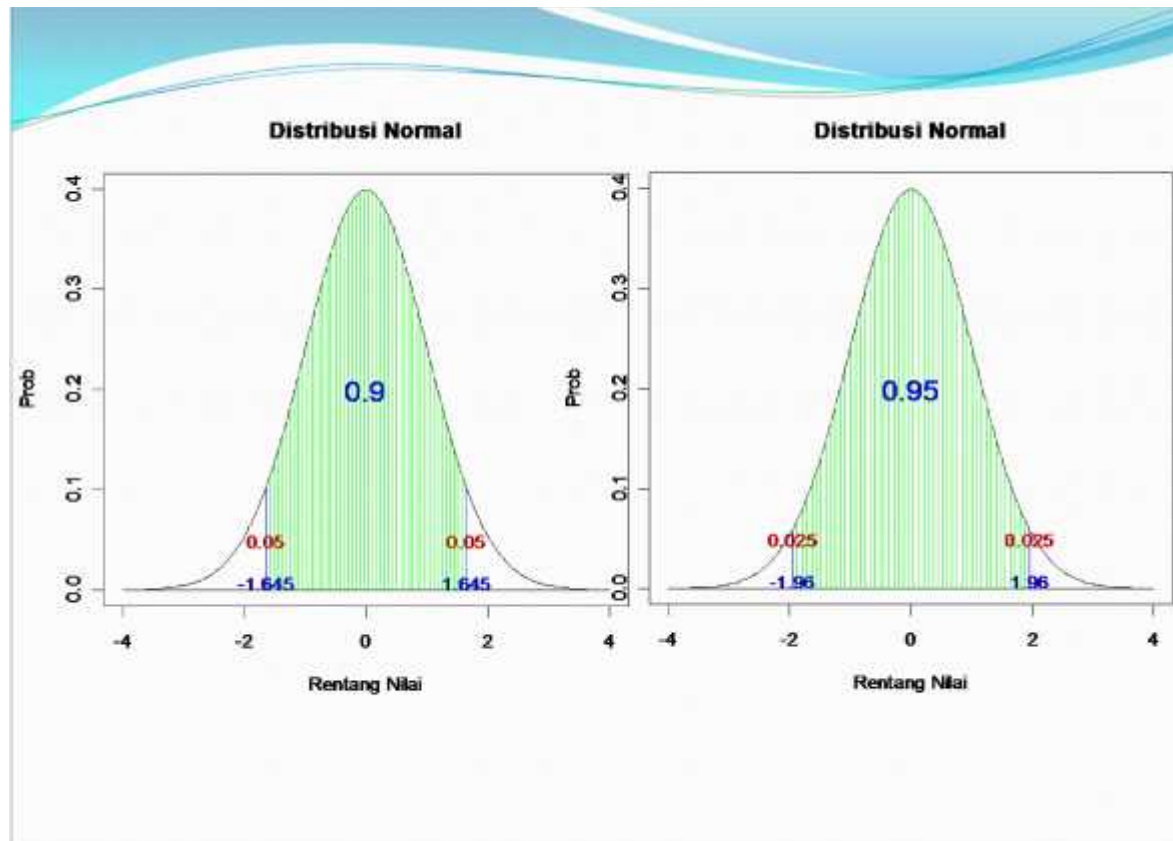 Distribusi Normal
Prob
0.4
0.3
0.2
0.1
0.0
0.9
0.05 0.05
-1.645 1.645
-4 -2 0 2 4
Rentang Nilai
Distribusi Normal
Prob
0.4
0.3
0.2
0.1
0.0
0.95
0.025 0.025
-1.96 1.96
-4 -2 0 2 4
Rentang Nilai